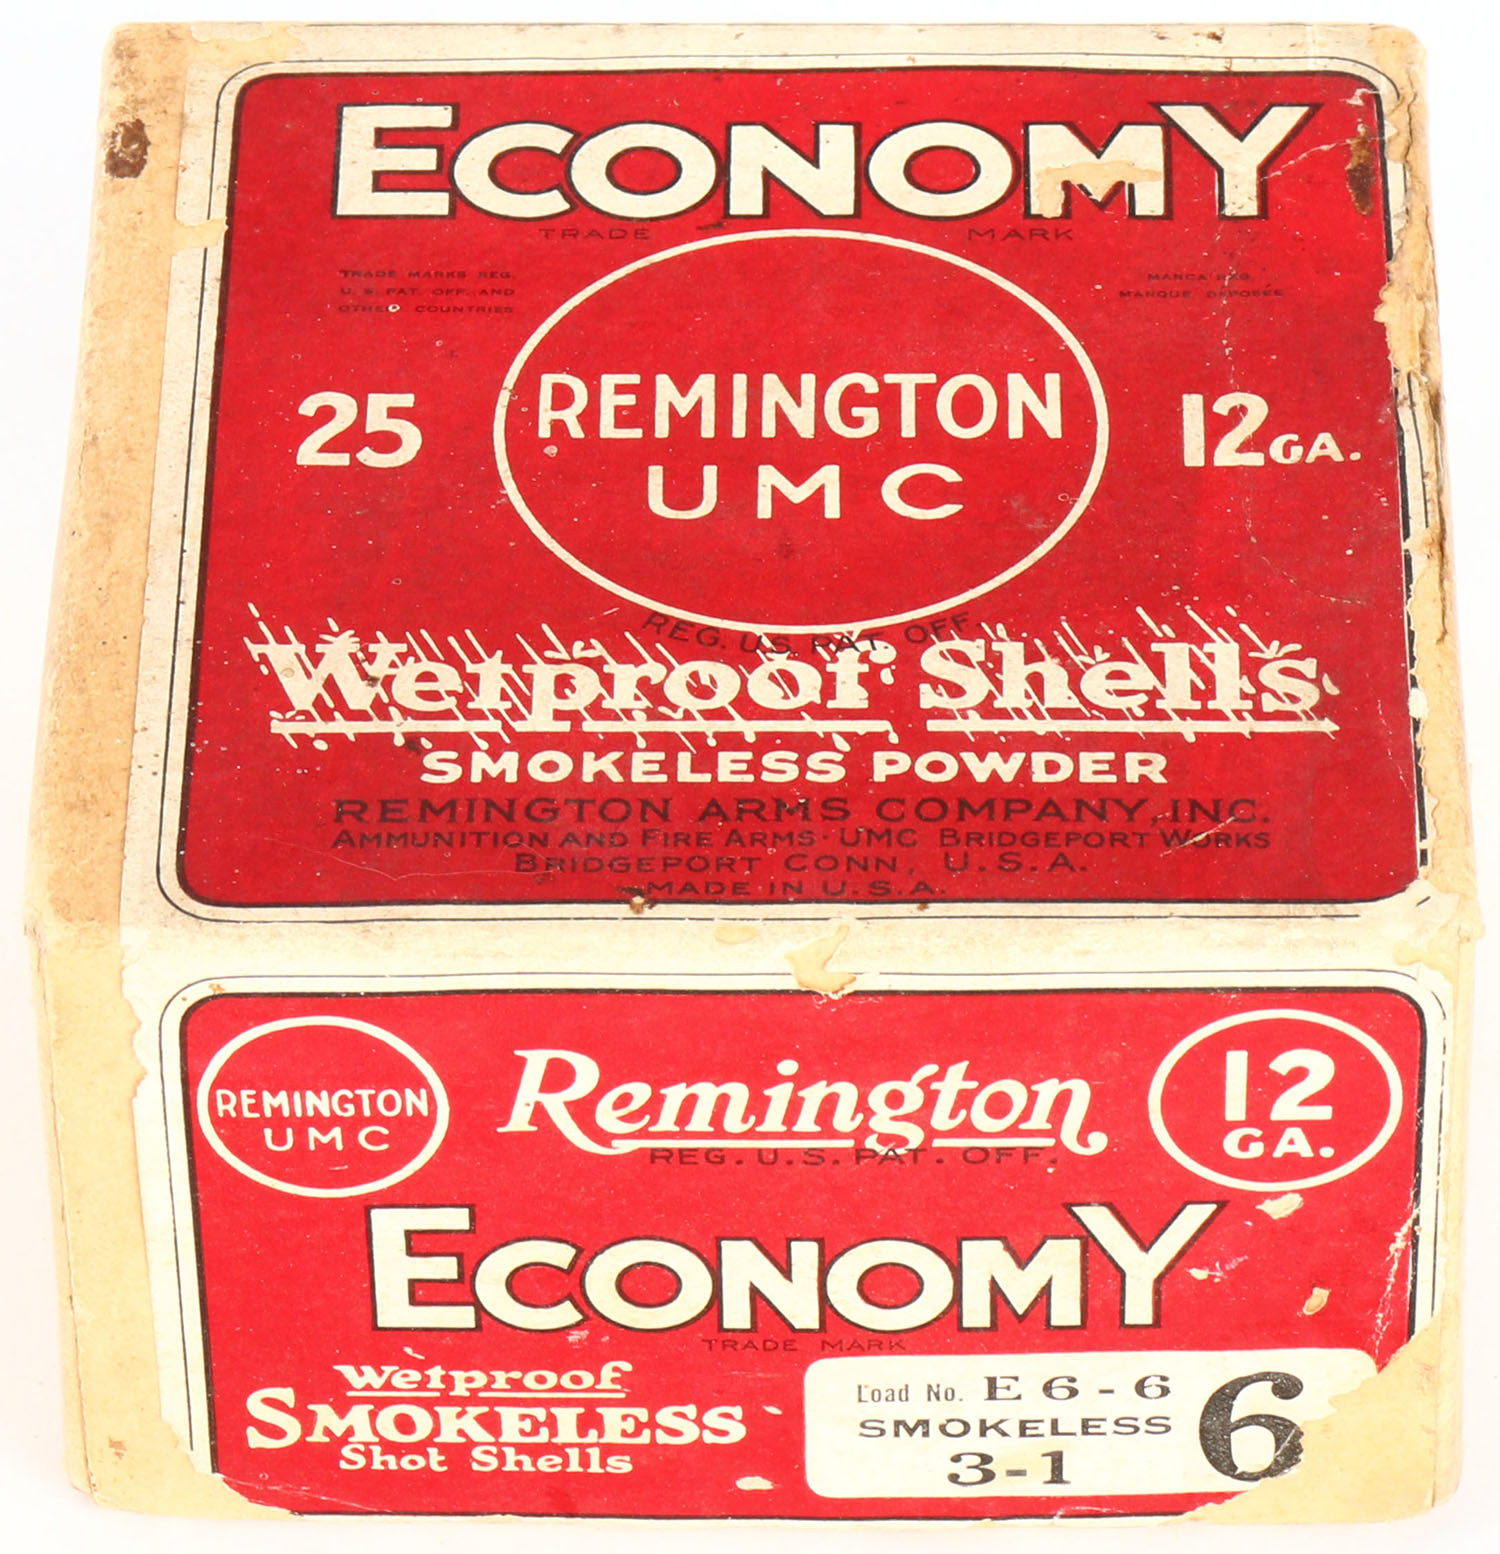 ECONOMY
TRADE MARK
TRADE MARKS REG.
U. S. PAT. OFF. AND
OTHER COUNTRIES
MARCA REG.
MARQUE DÉPOSÉE
25
REMINGTON
UMC
12 GA.
REG. U.S. PAT. OFF.
Wetproof Shells
SMOKELESS POWDER
REMINGTON ARMS COMPANY, INC.
AMMUNITION AND FIRE ARMS · UMC BRIDGEPORT WORKS
BRIDGEPORT CONN, U.S.A.
MADE IN U.S.A.
REMINGTON
UMC
Remington
REG. U.S. PAT. OFF.
12
GA.
ECONOMY
TRADE MARK
Wetproof
SMOKELESS
Shot Shells
Load No. E 6 - 6
SMOKELESS
3-1
6